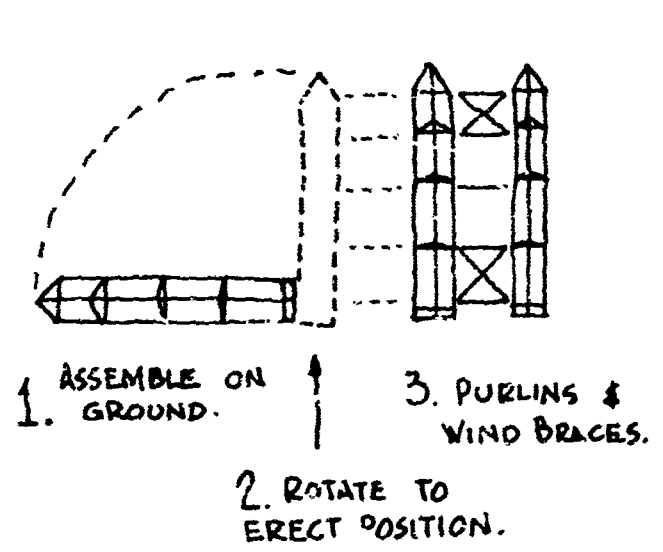 1. ASSEMBLE ON
GROUND.
2. ROTATE TO
ERECT POSITION.
3. PURLINS &
WIND BRACES.